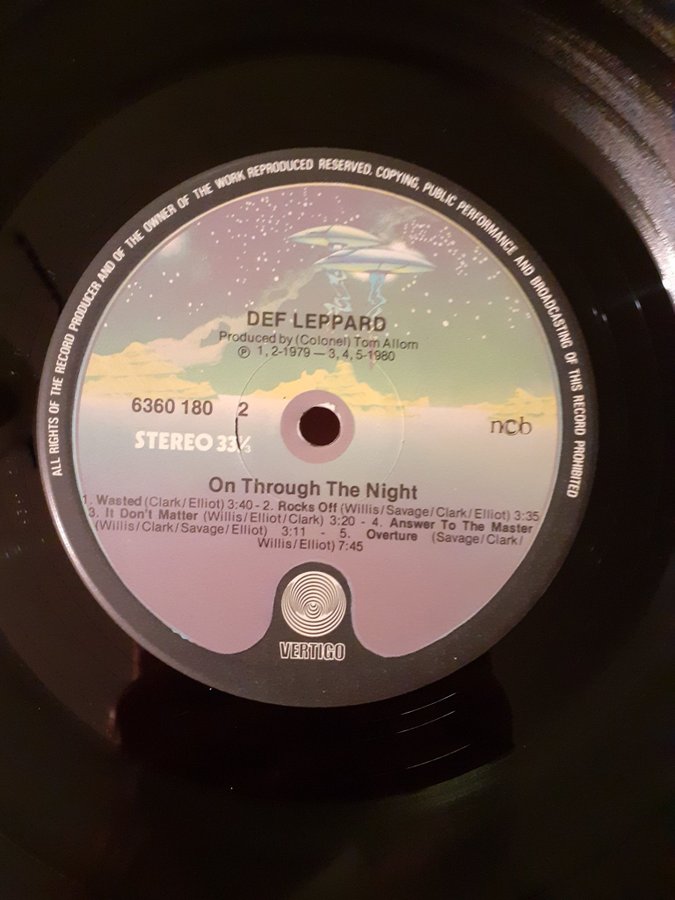 ALL RIGHTS OF THE RECORD PRODUCER AND OF THE OWNER OF THE WORK REPRODUCED RESERVED. COPYING, PUBLIC PERFORMANCE AND BROADCASTING OF THIS RECORD PROHIBITED
DEF LEPPARD
Produced by (Colonel) Tom Allom
℗ 1, 2-1979 — 3, 4, 5-1980
6360 180 2
ncb
STEREO 33⅓
On Through The Night
1. Wasted (Clark/Elliot) 3:40 - 2. Rocks Off (Willis/Savage/Clark/Elliot) 3:35
3. It Don't Matter (Willis/Elliot/Clark) 3:20 - 4. Answer To The Master
(Willis/Clark/Savage/Elliot) 3:11 - 5. Overture (Savage/Clark/
Willis/Elliot) 7:45
VERTIGO